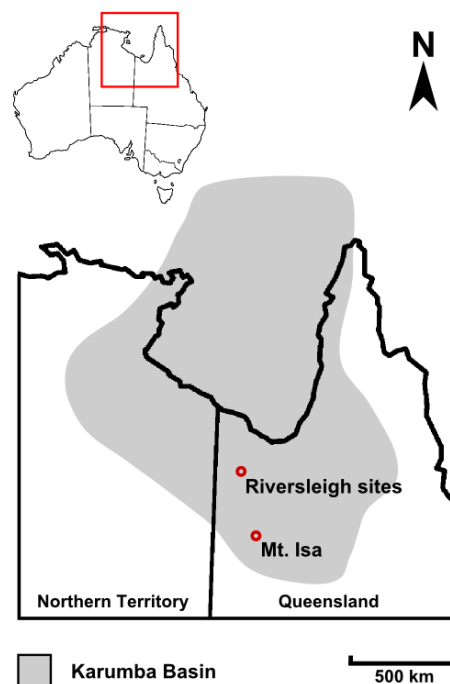 N
Riversleigh sites
Mt. Isa
Northern Territory
Queensland
Karumba Basin
500 km